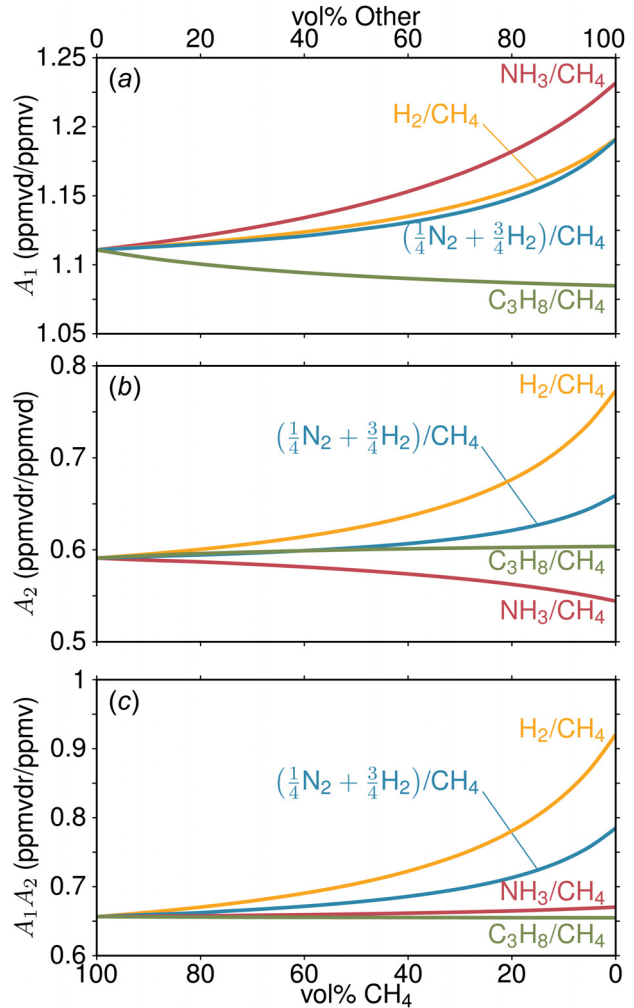 vol% Other
0 20 40 60 80 100
(a)
1.25
1.2
1.15
1.1
1.05
A₁ (ppmvd/ppmv)
NH₃/CH₄
H₂/CH₄
(¼N₂ + ¾H₂)/CH₄
C₃H₈/CH₄
(b)
0.8
0.7
0.6
0.5
A₂ (ppmvdr/ppmvd)
H₂/CH₄
(¼N₂ + ¾H₂)/CH₄
C₃H₈/CH₄
NH₃/CH₄
(c)
1
0.9
0.8
0.7
0.6
A₁A₂ (ppmvdr/ppmv)
H₂/CH₄
(¼N₂ + ¾H₂)/CH₄
NH₃/CH₄
C₃H₈/CH₄
100 80 60 40 20 0
vol% CH₄